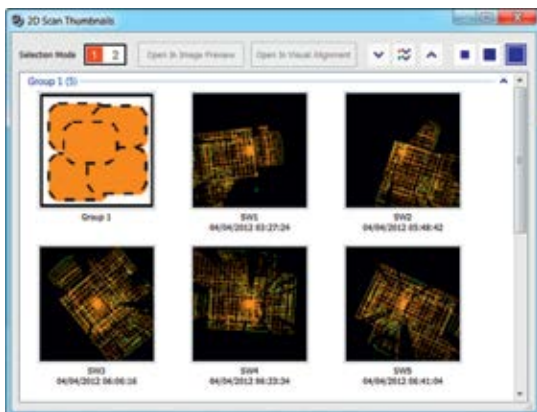 2D Scan Thumbnails
Selection Mode 1 2 Open in Image Preview Open in Visual Alignment
Group 1 (5)
Group 1
SW1
04/04/2012 03:27:24
SW2
04/04/2012 05:48:42
SW3
04/04/2012 06:06:16
SW4
04/04/2012 06:23:34
SW5
04/04/2012 06:41:04